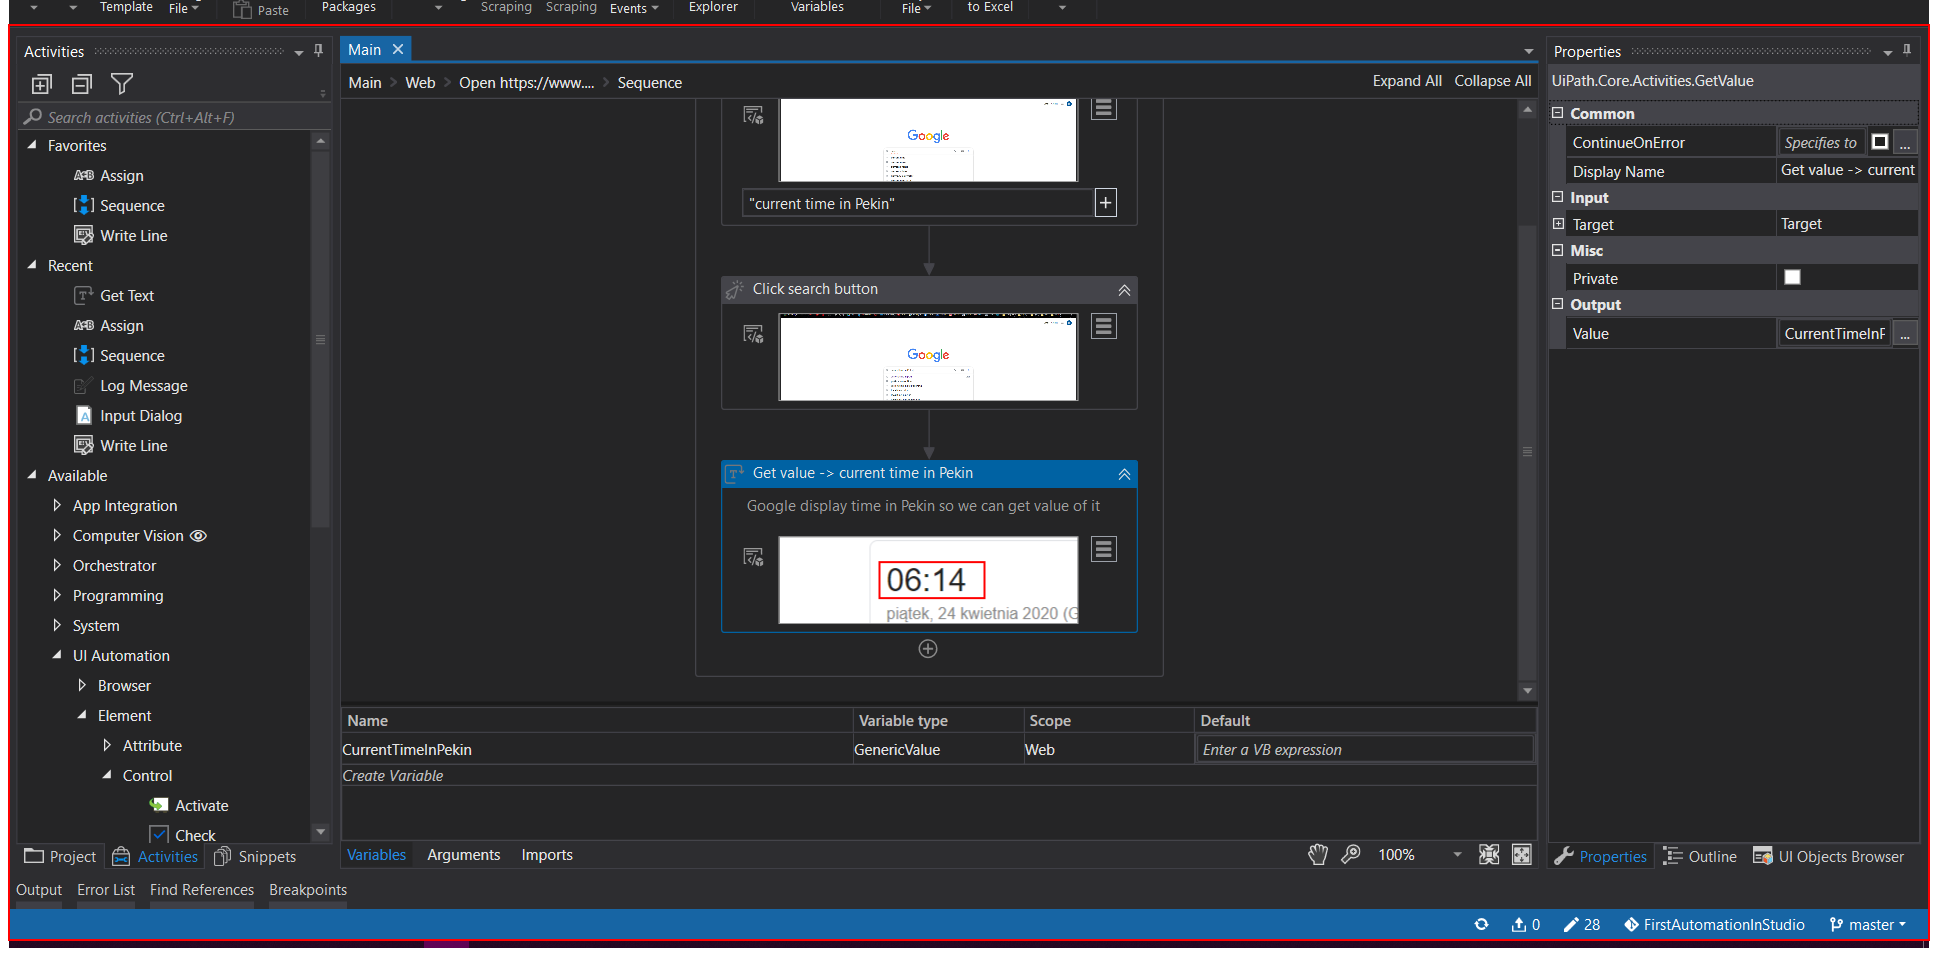 Template
File
Paste
Packages
Scraping
Scraping
Events
Explorer
Variables
File
to Excel
Activities
Search activities (Ctrl+Alt+F)
Favorites
Assign
Sequence
Write Line
Recent
Get Text
Assign
Sequence
Log Message
Input Dialog
Write Line
Available
App Integration
Computer Vision
Orchestrator
Programming
System
UI Automation
Browser
Element
Attribute
Control
Activate
Check
Project
Activities
Snippets
Main
Main > Web > Open https://www.... > Sequence
Expand All Collapse All
Google
"current time in Pekin"
Click search button
Google
Get value -> current time in Pekin
Google display time in Pekin so we can get value of it
06:14
piątek, 24 kwietnia 2020 (G
Name Variable type Scope Default
CurrentTimeInPekin GenericValue Web Enter a VB expression
Create Variable
Variables Arguments Imports
100%
Properties
UiPath.Core.Activities.GetValue
Common
ContinueOnError Specifies to ...
Display Name Get value -> current
Input
Target Target
Misc
Private
Output
Value CurrentTimeInP ...
Properties
Outline
UI Objects Browser
Output Error List Find References Breakpoints
0 28 FirstAutomationInStudio master